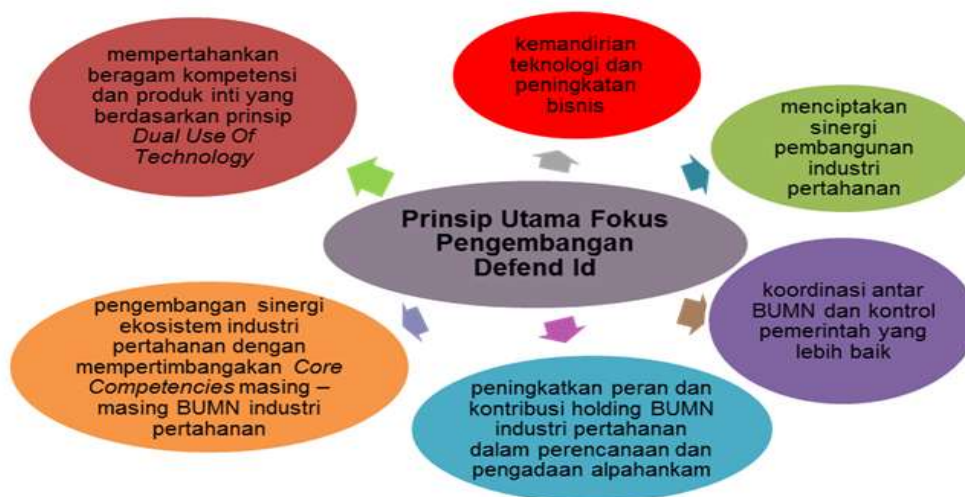 mempertahankan
beragam kompetensi
dan produk inti yang
berdasarkan prinsip
Dual Use Of
Technology
kemandirian
teknologi dan
peningkatan
bisnis
menciptakan
sinergi
pembangunan
industri
pertahanan
Prinsip Utama Fokus
Pengembangan
Defend Id
pengembangan sinergi
ekosistem industri
pertahanan dengan
mempertimbangakan Core
Competencies masing –
masing BUMN industri
pertahanan
peningkatkan peran dan
kontribusi holding BUMN
industri pertahanan
dalam perencanaan dan
pengadaan alpahankam
koordinasi antar
BUMN dan kontrol
pemerintah yang
lebih baik